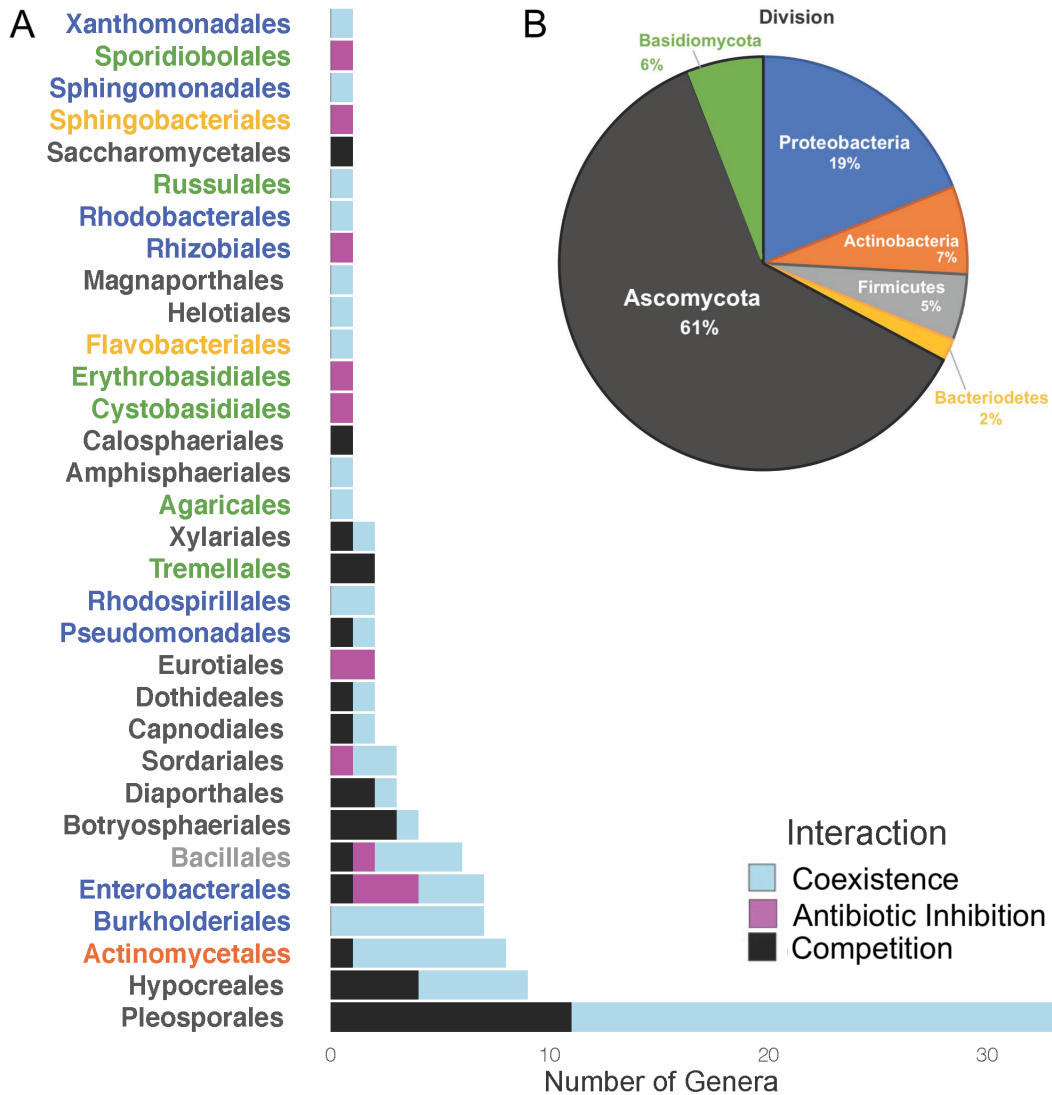 A
Xanthomonadales
Sporidiobolales
Sphingomonadales
Sphingobacteriales
Saccharomycetales
Russulales
Rhodobacterales
Rhizobiales
Magnaporthales
Helotiales
Flavobacteriales
Erythrobasidiales
Cystobasidiales
Calosphaeriales
Amphisphaeriales
Agaricales
Xylariales
Tremellales
Rhodospirillales
Pseudomonadales
Eurotiales
Dothideales
Capnodiales
Sordariales
Diaporthales
Botryosphaeriales
Bacillales
Enterobacterales
Burkholderiales
Actinomycetales
Hypocreales
Pleosporales
0 10 20 30
Number of Genera
Interaction
Coexistence
Antibiotic Inhibition
Competition
B
Division
Basidiomycota
6%
Proteobacteria
19%
Actinobacteria
7%
Firmicutes
5%
Bacteriodetes
2%
Ascomycota
61%